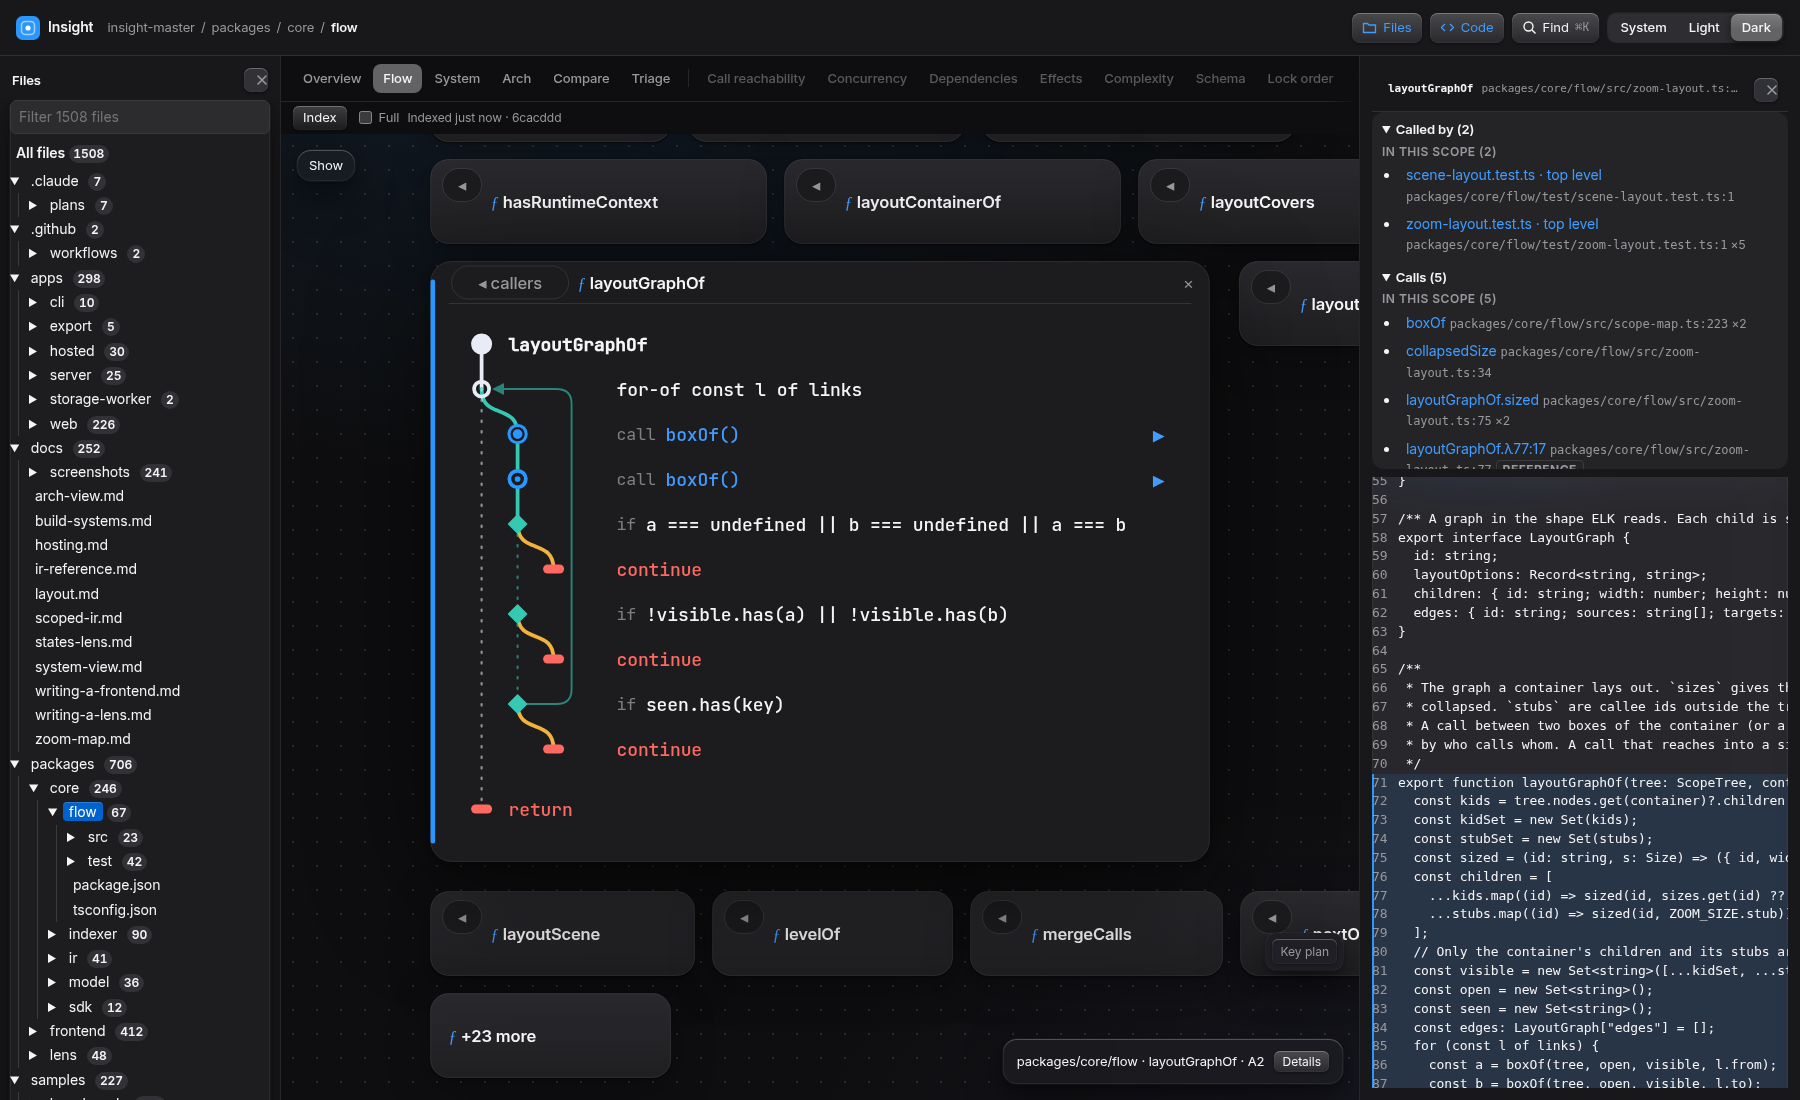 Insight insight-master / packages / core / flow
Files Code Find ⌘K System Light Dark
Files
Filter 1508 files
All files 1508
.claude 7
plans 7
.github 2
workflows 2
apps 298
cli 10
export 5
hosted 30
server 25
storage-worker 2
web 226
docs 252
screenshots 241
arch-view.md
build-systems.md
hosting.md
ir-reference.md
layout.md
scoped-ir.md
states-lens.md
system-view.md
writing-a-frontend.md
writing-a-lens.md
zoom-map.md
packages 706
core 246
flow 67
src 23
test 42
package.json
tsconfig.json
indexer 90
ir 41
model 36
sdk 12
frontend 412
lens 48
samples 227
Overview Flow System Arch Compare Triage Call reachability Concurrency Dependencies Effects Complexity Schema Lock order
Index Full Indexed just now · 6cacddd
Show
ƒ hasRuntimeContext
ƒ layoutContainerOf
ƒ layoutCovers
◂ callers ƒ layoutGraphOf ×
ƒ layout
layoutGraphOf
for-of const l of links
call boxOf()
call boxOf()
if a === undefined || b === undefined || a === b
continue
if !visible.has(a) || !visible.has(b)
continue
if seen.has(key)
continue
return
ƒ layoutScene
ƒ levelOf
ƒ mergeCalls
Key plan
ƒ +23 more
packages/core/flow · layoutGraphOf · A2 Details
layoutGraphOf packages/core/flow/src/zoom-layout.ts:…
Called by (2)
IN THIS SCOPE (2)
scene-layout.test.ts · top level
packages/core/flow/test/scene-layout.test.ts:1
zoom-layout.test.ts · top level
packages/core/flow/test/zoom-layout.test.ts:1 ×5
Calls (5)
IN THIS SCOPE (5)
boxOf packages/core/flow/src/scope-map.ts:223 ×2
collapsedSize packages/core/flow/src/zoom-
layout.ts:34
layoutGraphOf.sized packages/core/flow/src/zoom-
layout.ts:75 ×2
layoutGraphOf.λ77:17 packages/core/flow/src/zoom-
layout.ts:77 REFERENCE
55 }
56
57 /** A graph in the shape ELK reads. Each child is
58 export interface LayoutGraph {
59 id: string;
60 layoutOptions: Record<string, string>;
61 children: { id: string; width: number; height:
62 edges: { id: string; sources: string[]; targets:
63 }
64
65 /**
66 * The graph a container lays out. `sizes` gives
67 * collapsed. `stubs` are callee ids outside the
68 * A call between two boxes of the container (or a
69 * by who calls whom. A call that reaches into a
70 */
71 export function layoutGraphOf(tree: ScopeTree,
72 const kids = tree.nodes.get(container)?.children
73 const kidSet = new Set(kids);
74 const stubSet = new Set(stubs);
75 const sized = (id: string, s: Size) => ({ id,
76 const children = [
77 ...kids.map((id) => sized(id, sizes.get(id) ??
78 ...stubs.map((id) => sized(id, ZOOM_SIZE.stub)
79 ];
80 // Only the container's children and its stubs
81 const visible = new Set<string>([...kidSet,
82 const open = new Set<string>();
83 const seen = new Set<string>();
84 const edges: LayoutGraph["edges"] = [];
85 for (const l of links) {
86 const a = boxOf(tree, open, visible, l.from);
87 const b = boxOf(tree, open, visible, l.to);